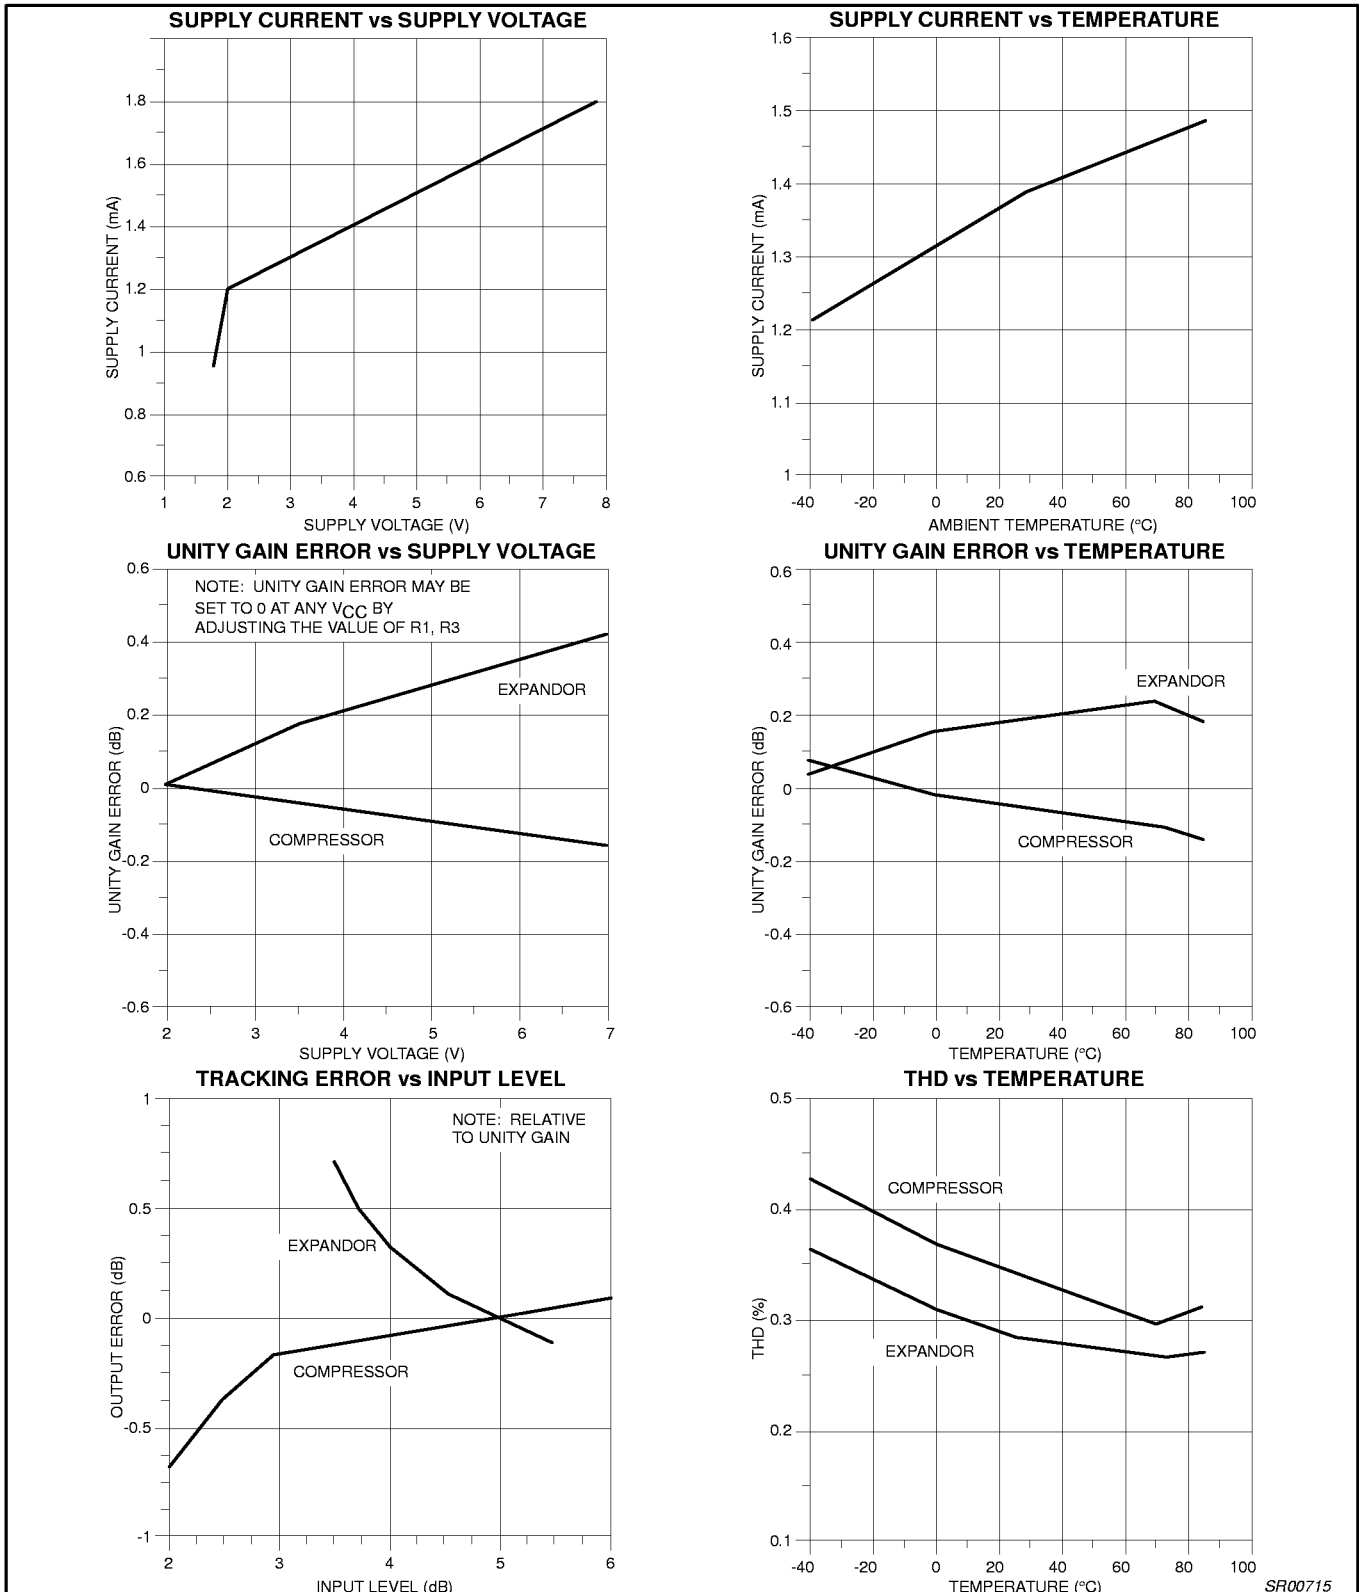 SUPPLY CURRENT vs SUPPLY VOLTAGE
SUPPLY CURRENT (mA)
1.8
1.6
1.4
1.2
1
0.8
0.6
1 2 3 4 5 6 7 8
SUPPLY VOLTAGE (V)
SUPPLY CURRENT vs TEMPERATURE
SUPPLY CURRENT (mA)
1.6
1.5
1.4
1.3
1.2
1.1
1
-40 -20 0 20 40 60 80 100
AMBIENT TEMPERATURE (°C)
UNITY GAIN ERROR vs SUPPLY VOLTAGE
NOTE: UNITY GAIN ERROR MAY BE
SET TO 0 AT ANY VCC BY
ADJUSTING THE VALUE OF R1, R3
EXPANDOR
COMPRESSOR
UNITY GAIN ERROR (dB)
0.6
0.4
0.2
0
-0.2
-0.4
-0.6
2 3 4 5 6 7
SUPPLY VOLTAGE (V)
UNITY GAIN ERROR vs TEMPERATURE
EXPANDOR
COMPRESSOR
UNITY GAIN ERROR (dB)
0.6
0.4
0.2
0
-0.2
-0.4
-0.6
-40 -20 0 20 40 60 80 100
TEMPERATURE (°C)
TRACKING ERROR vs INPUT LEVEL
NOTE: RELATIVE
TO UNITY GAIN
EXPANDOR
COMPRESSOR
OUTPUT ERROR (dB)
1
0.5
0
-0.5
-1
2 3 4 5 6
INPUT LEVEL (dB)
THD vs TEMPERATURE
COMPRESSOR
EXPANDOR
THD (%)
0.5
0.4
0.3
0.2
0.1
-40 -20 0 20 40 60 80 100
TEMPERATURE (°C)
SR00715